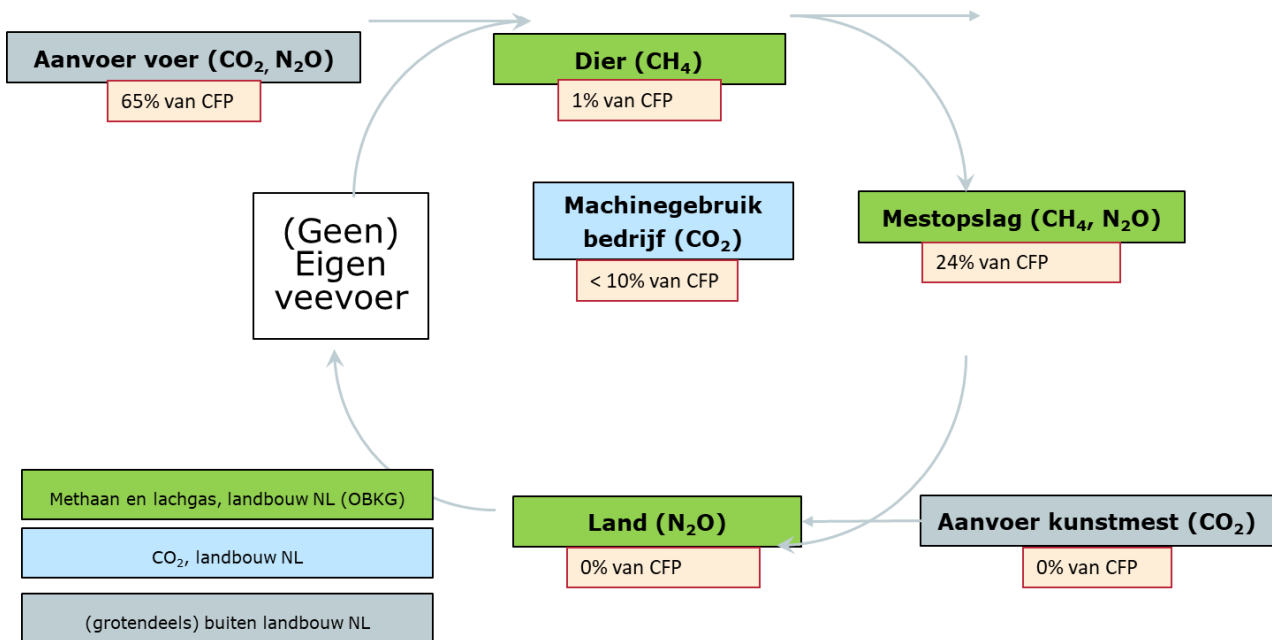 Aanvoer voer (CO₂, N₂O)
65% van CFP
Dier (CH₄)
1% van CFP
(Geen)
Eigen
veevoer
Machinegebruik
bedrijf (CO₂)
< 10% van CFP
Mestopslag (CH₄, N₂O)
24% van CFP
Methaan en lachgas, landbouw NL (OBKG)
CO₂, landbouw NL
(grotendeels) buiten landbouw NL
Land (N₂O)
0% van CFP
Aanvoer kunstmest (CO₂)
0% van CFP